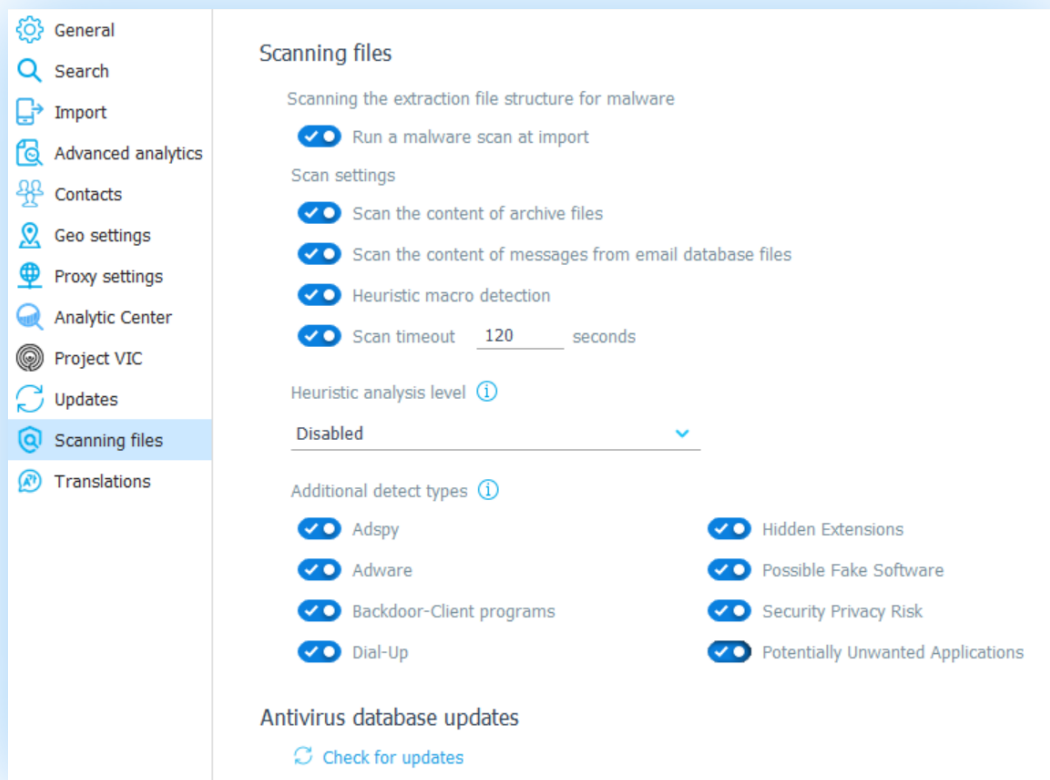 General
Search
Import
Advanced analytics
Contacts
Geo settings
Proxy settings
Analytic Center
Project VIC
Updates
Scanning files
Translations
Scanning files
Scanning the extraction file structure for malware
Run a malware scan at import
Scan settings
Scan the content of archive files
Scan the content of messages from email database files
Heuristic macro detection
Scan timeout 120 seconds
Heuristic analysis level
Disabled
Additional detect types
Adspy
Hidden Extensions
Adware
Possible Fake Software
Backdoor-Client programs
Security Privacy Risk
Dial-Up
Potentially Unwanted Applications
Antivirus database updates
Check for updates